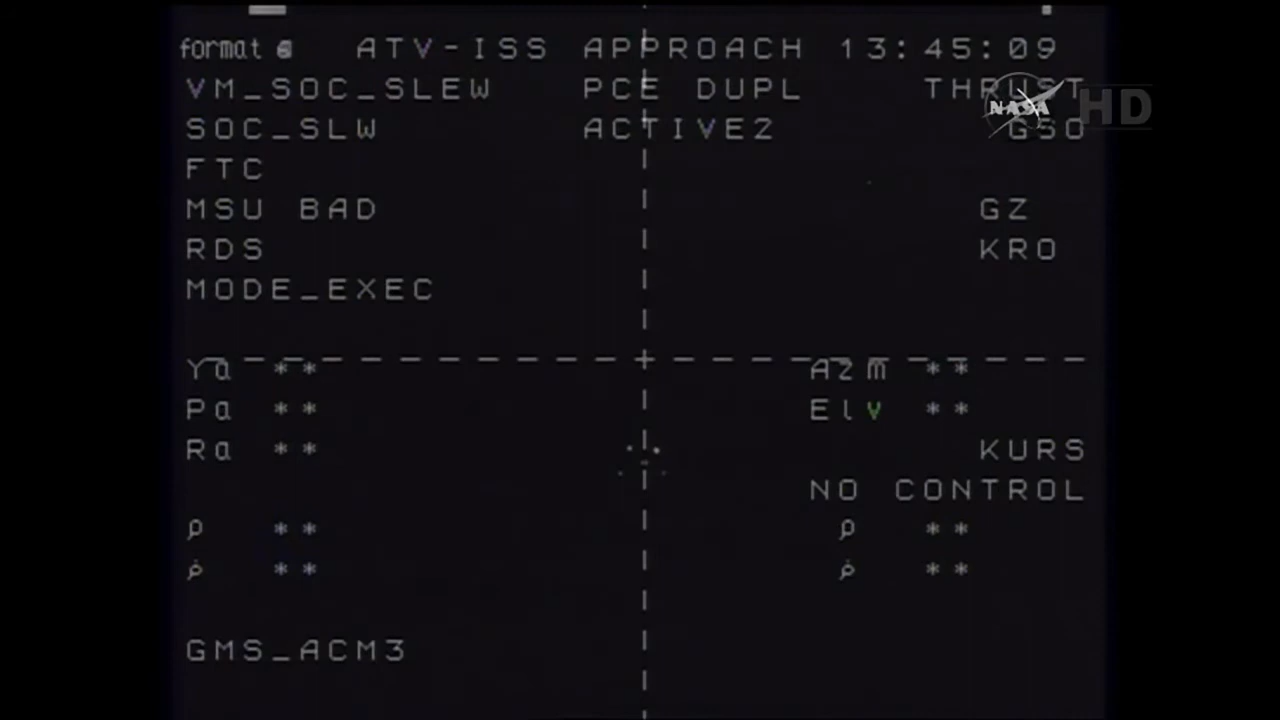 format ATV-ISS APPROACH 13:45:09
VM_SOC_SLEW PCE DUPL THRUST
NASA HD
SOC_SLW ACTIVE2 GSO
FTC
MSU BAD GZ
RDS KRO
MODE_EXEC
Ya ** Azm **
Pa ** Elv **
Ra ** KURS
NO CONTROL
ρ ** ρ **
ρ̇ ** ρ̇ **
GMS_ACM3